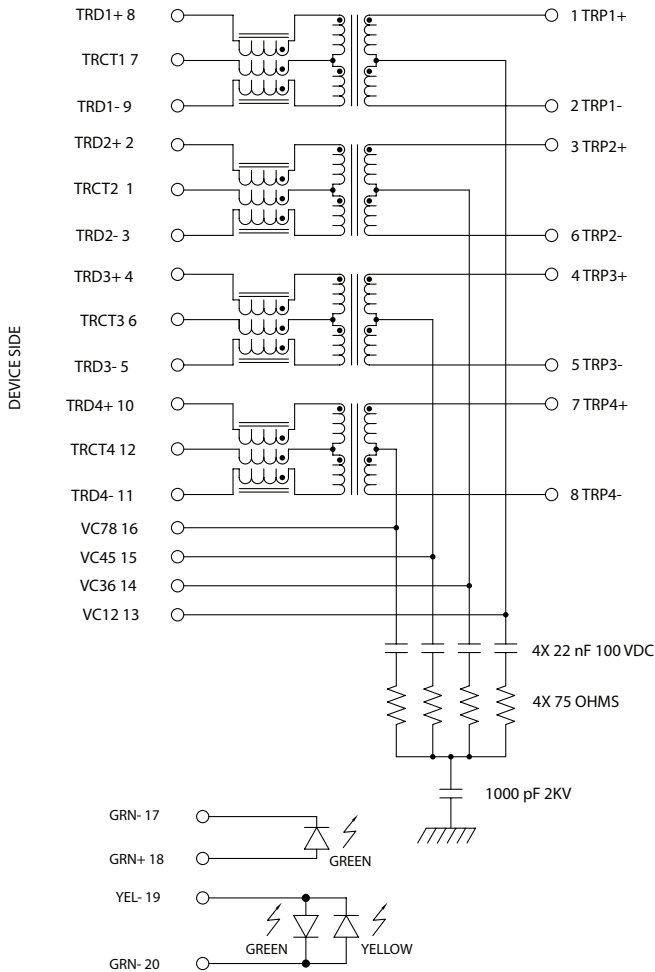 TRD1+ 8
1 TRP1+
TRCT1 7
TRD1- 9
2 TRP1-
TRD2+ 2
3 TRP2+
TRCT2 1
TRD2- 3
6 TRP2-
TRD3+ 4
4 TRP3+
TRCT3 6
TRD3- 5
5 TRP3-
DEVICE SIDE
TRD4+ 10
7 TRP4+
TRCT4 12
TRD4- 11
8 TRP4-
VC78 16
VC45 15
VC36 14
VC12 13
4X 22 nF 100 VDC
4X 75 OHMS
1000 pF 2KV
GRN- 17
GRN+ 18
GREEN
YEL- 19
GREEN
YELLOW
GRN- 20